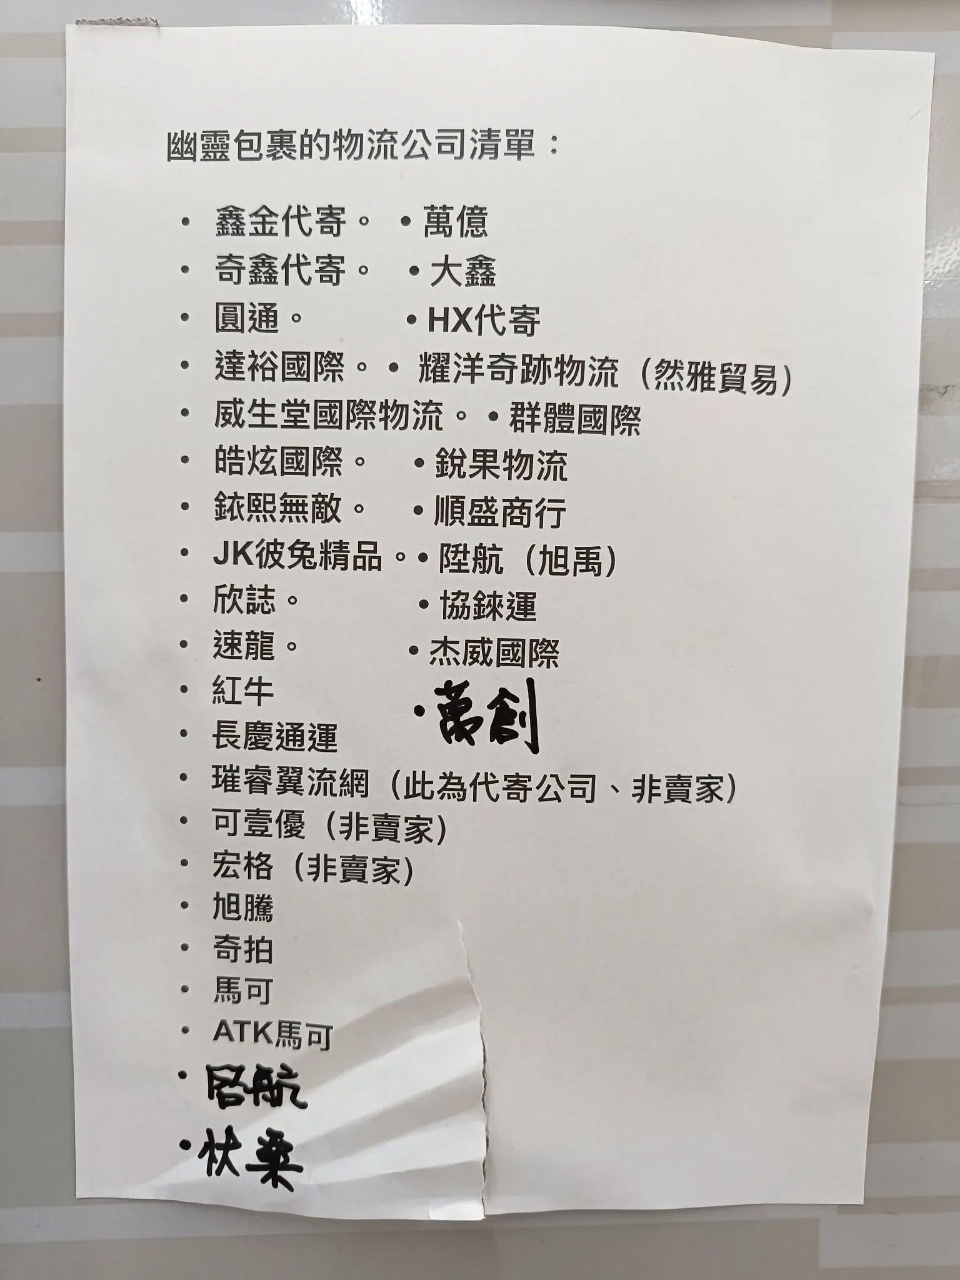 幽靈包裹的物流公司清單：
• 鑫金代寄。 • 萬億
• 奇鑫代寄。 • 大鑫
• 圓通。 • HX代寄
• 達裕國際。 • 耀洋奇跡物流（然雅貿易）
• 威生堂國際物流。 • 群體國際
• 皓炫國際。 • 銳果物流
• 銥熙無敵。 • 順盛商行
• JK彼兔精品。 • 陞航（旭禹）
• 欣誌。 • 協錸運
• 速龍。 • 杰威國際
• 紅牛 • 萬創
• 長慶通運
• 璀睿翼流網（此為代寄公司、非賣家）
• 可壹優（非賣家）
• 宏格（非賣家）
• 旭騰
• 奇拍
• 馬可
• ATK馬可
• 啟航